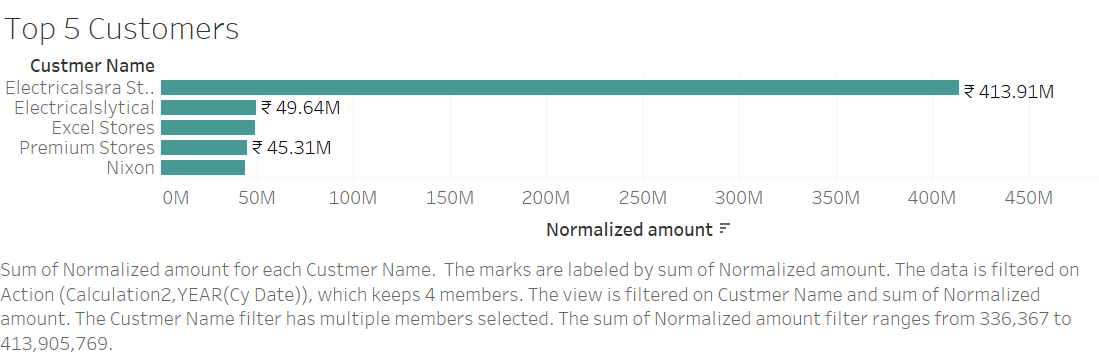 Top 5 Customers
Custmer Name
Electricalsara St..
₹ 413.91M
Electricalslytical
₹ 49.64M
Excel Stores
Premium Stores
₹ 45.31M
Nixon
0M 50M 100M 150M 200M 250M 300M 350M 400M 450M
Normalized amount
Sum of Normalized amount for each Custmer Name.  The marks are labeled by sum of Normalized amount. The data is filtered on
Action (Calculation2,YEAR(Cy Date)), which keeps 4 members. The view is filtered on Custmer Name and sum of Normalized
amount. The Custmer Name filter has multiple members selected. The sum of Normalized amount filter ranges from 336,367 to
413,905,769.